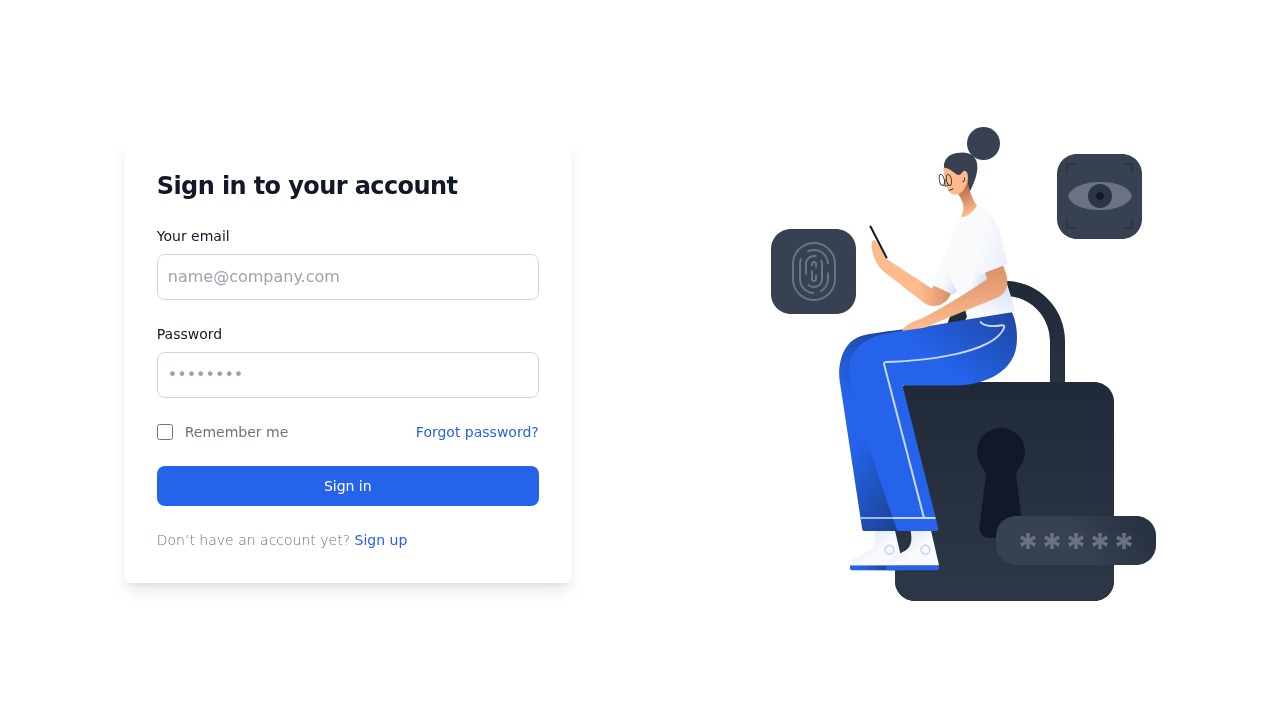 Sign in to your account
Your email
name@company.com
Password
••••••••
Remember me
Forgot password?
Sign in
Don’t have an account yet? Sign up
✱✱✱✱✱